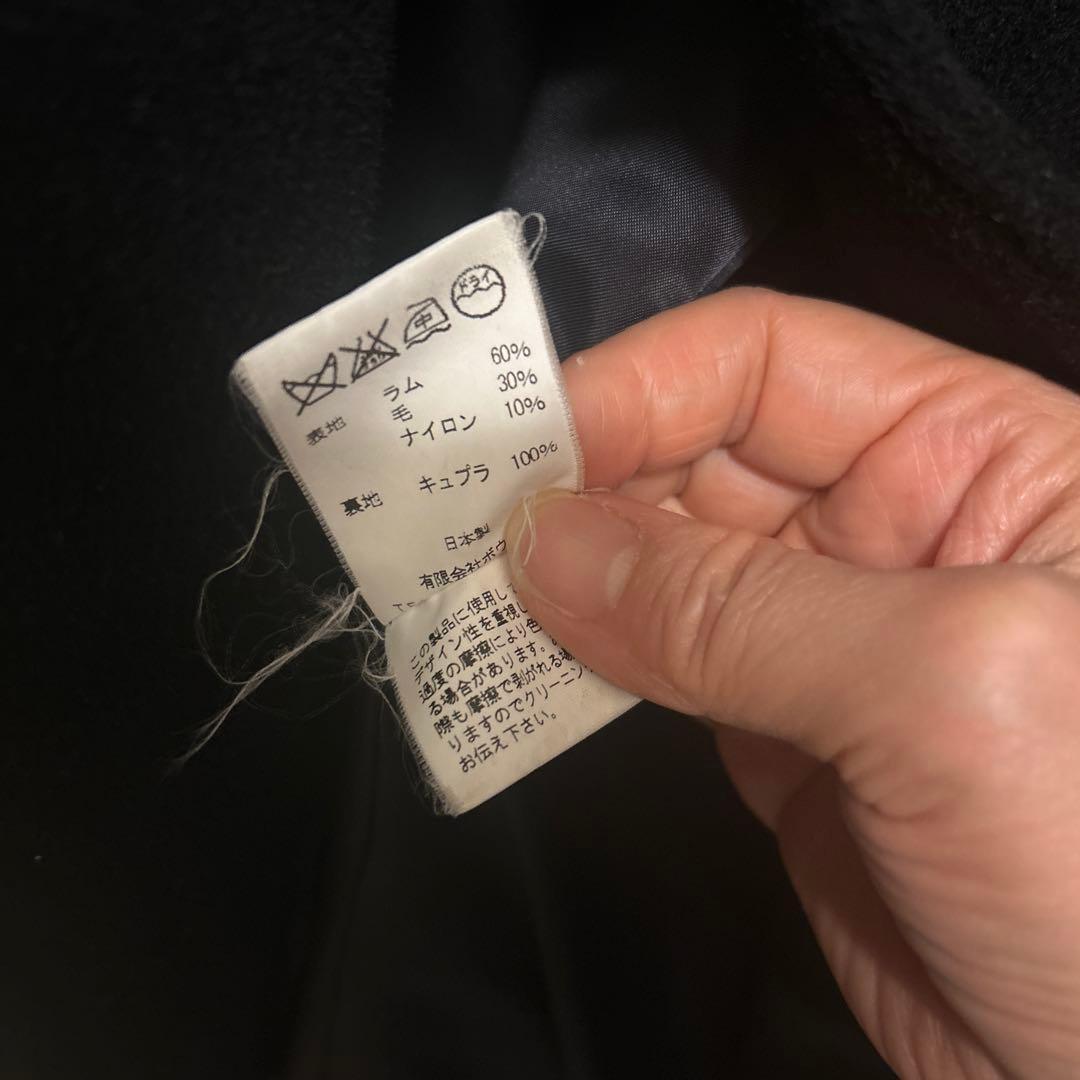 ドライ
中
表地 ラム 60%
毛 30%
ナイロン 10%
裏地 キュプラ 100%
日本製
有限会社ボウ
この製品に使用して
デザイン性を重視し
過度の摩擦により色
る場合があります。
際も摩擦で剥がれる場
りますのでクリーニン
お伝え下さい。